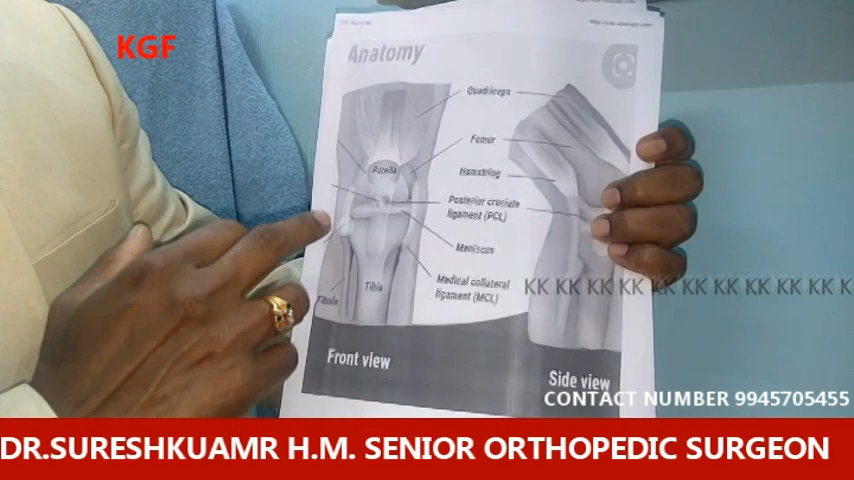 KGF
Anatomy
Quadriceps
Femur
Patella
Hamstring
Posterior cruciate
ligament (PCL)
Meniscus
Medical collateral
ligament (MCL)
Tibia
Fibula
Front view
Side view
KK KK KK KK KK KK KK KK KK KK K
CONTACT NUMBER 9945705455
DR.SURESHKUAMR H.M. SENIOR ORTHOPEDIC SURGEON